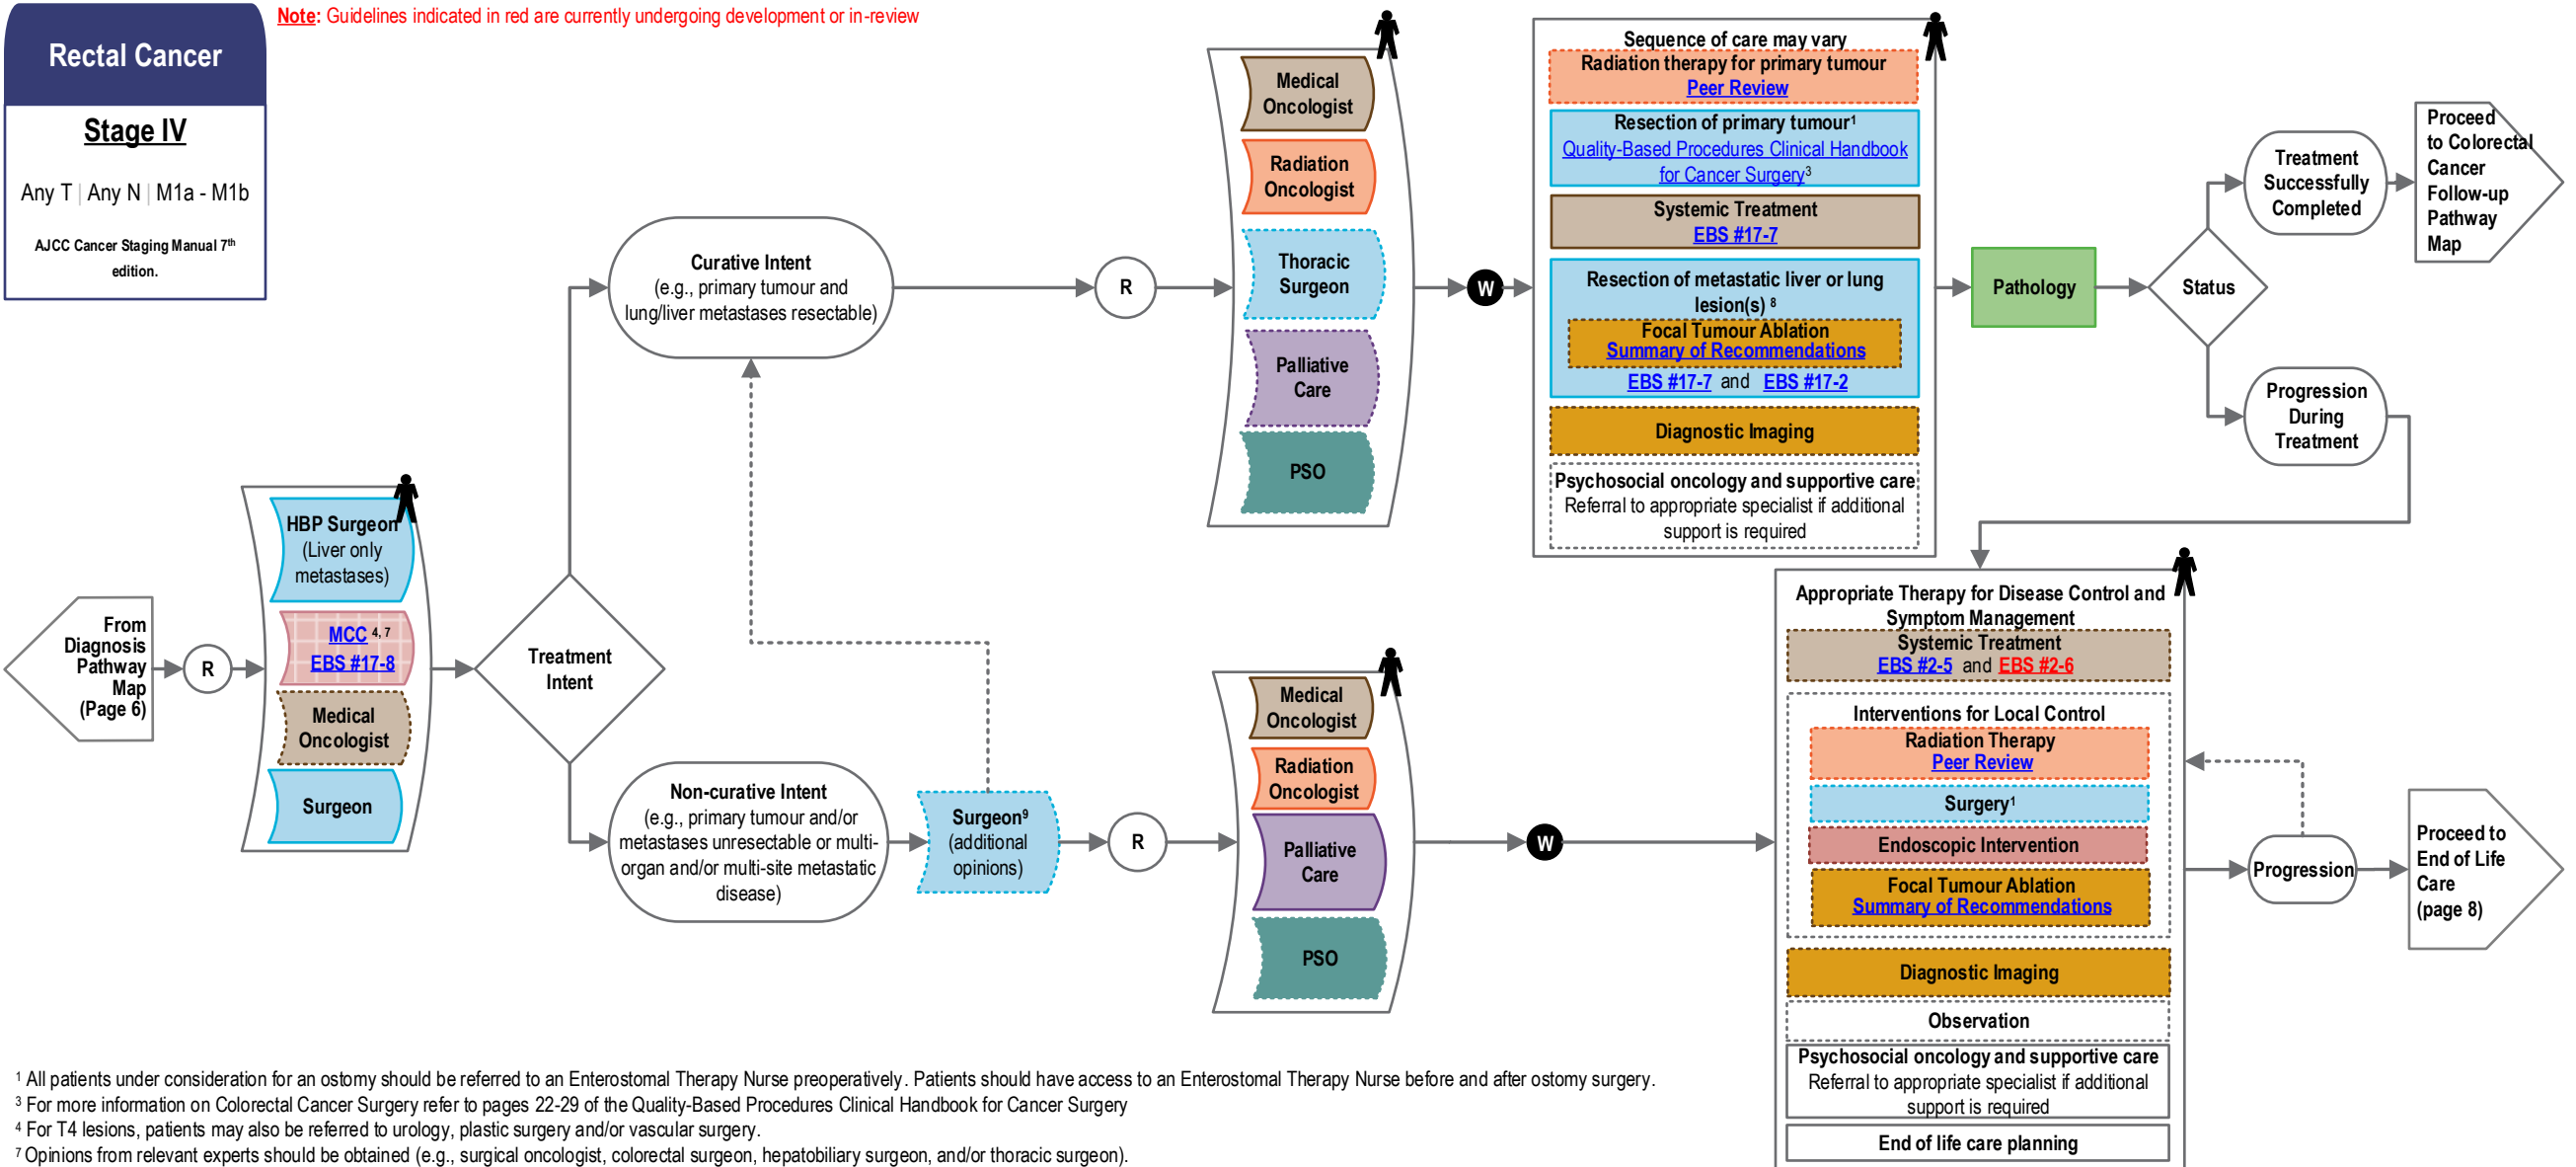 Note: Guidelines indicated in red are currently undergoing development or in-review
Rectal Cancer
Stage IV
Any T | Any N | M1a - M1b
AJCC Cancer Staging Manual 7th
edition.
From
Diagnosis
Pathway
Map
(Page 6)
R
HBP Surgeon
(Liver only
metastases)
MCC 4, 7
EBS #17-8
Medical
Oncologist
Surgeon
Treatment
Intent
Curative Intent
(e.g., primary tumour and
lung/liver metastases resectable)
R
Medical
Oncologist
Radiation
Oncologist
Thoracic
Surgeon
Palliative
Care
PSO
W
Sequence of care may vary
Radiation therapy for primary tumour
Peer Review
Resection of primary tumour1
Quality-Based Procedures Clinical Handbook
for Cancer Surgery3
Systemic Treatment
EBS #17-7
Resection of metastatic liver or lung
lesion(s) 8
Focal Tumour Ablation
Summary of Recommendations
EBS #17-7 and EBS #17-2
Diagnostic Imaging
Psychosocial oncology and supportive care
Referral to appropriate specialist if additional
support is required
Pathology
Status
Treatment
Successfully
Completed
Proceed
to Colorectal
Cancer
Follow-up
Pathway
Map
Progression
During
Treatment
Non-curative Intent
(e.g., primary tumour and/or
metastases unresectable or multi-
organ and/or multi-site metastatic
disease)
Surgeon9
(additional
opinions)
R
Medical
Oncologist
Radiation
Oncologist
Palliative
Care
PSO
W
Appropriate Therapy for Disease Control and
Symptom Management
Systemic Treatment
EBS #2-5 and EBS #2-6
Interventions for Local Control
Radiation Therapy
Peer Review
Surgery1
Endoscopic Intervention
Focal Tumour Ablation
Summary of Recommendations
Diagnostic Imaging
Observation
Psychosocial oncology and supportive care
Referral to appropriate specialist if additional
support is required
End of life care planning
Progression
Proceed to
End of Life
Care
(page 8)
1 All patients under consideration for an ostomy should be referred to an Enterostomal Therapy Nurse preoperatively. Patients should have access to an Enterostomal Therapy Nurse before and after ostomy surgery.
3 For more information on Colorectal Cancer Surgery refer to pages 22-29 of the Quality-Based Procedures Clinical Handbook for Cancer Surgery
4 For T4 lesions, patients may also be referred to urology, plastic surgery and/or vascular surgery.
7 Opinions from relevant experts should be obtained (e.g., surgical oncologist, colorectal surgeon, hepatobiliary surgeon, and/or thoracic surgeon).